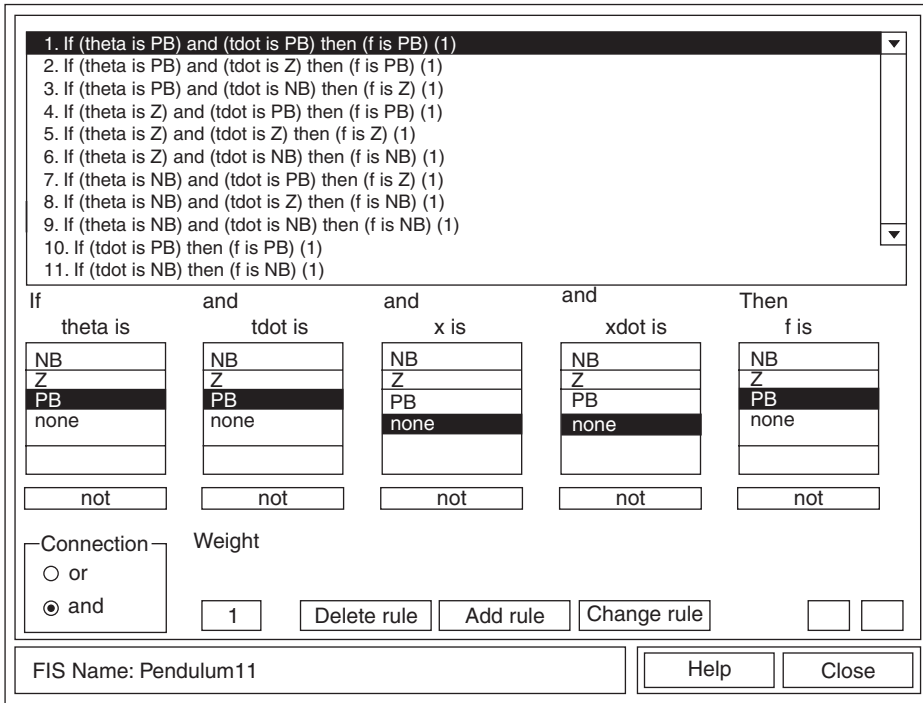 1. If (theta is PB) and (tdot is PB) then (f is PB) (1)
2. If (theta is PB) and (tdot is Z) then (f is PB) (1)
3. If (theta is PB) and (tdot is NB) then (f is Z) (1)
4. If (theta is Z) and (tdot is PB) then (f is PB) (1)
5. If (theta is Z) and (tdot is Z) then (f is Z) (1)
6. If (theta is Z) and (tdot is NB) then (f is NB) (1)
7. If (theta is NB) and (tdot is PB) then (f is Z) (1)
8. If (theta is NB) and (tdot is Z) then (f is NB) (1)
9. If (theta is NB) and (tdot is NB) then (f is NB) (1)
10. If (tdot is PB) then (f is PB) (1)
11. If (tdot is NB) then (f is NB) (1)
If and and and Then
theta is tdot is x is xdot is f is
NB NB NB NB NB
Z Z Z Z Z
PB PB PB PB PB
none none none none none
not not not not not
Connection Weight
or
and 1 Delete rule Add rule Change rule
FIS Name: Pendulum11 Help Close